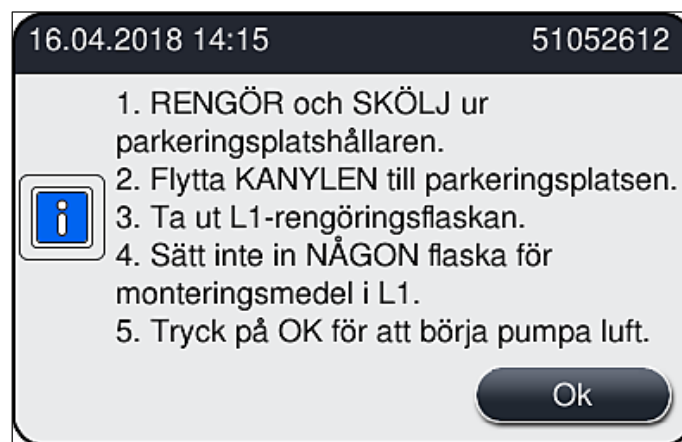 16.04.2018 14:15 51052612
1. RENGÖR och SKÖLJ ur
parkeringsplatshållaren.
2. Flytta KANYLEN till parkeringsplatsen.
3. Ta ut L1-rengöringsflaskan.
4. Sätt inte in NÅGON flaska för
monteringsmedel i L1.
5. Tryck på OK för att börja pumpa luft.
Ok